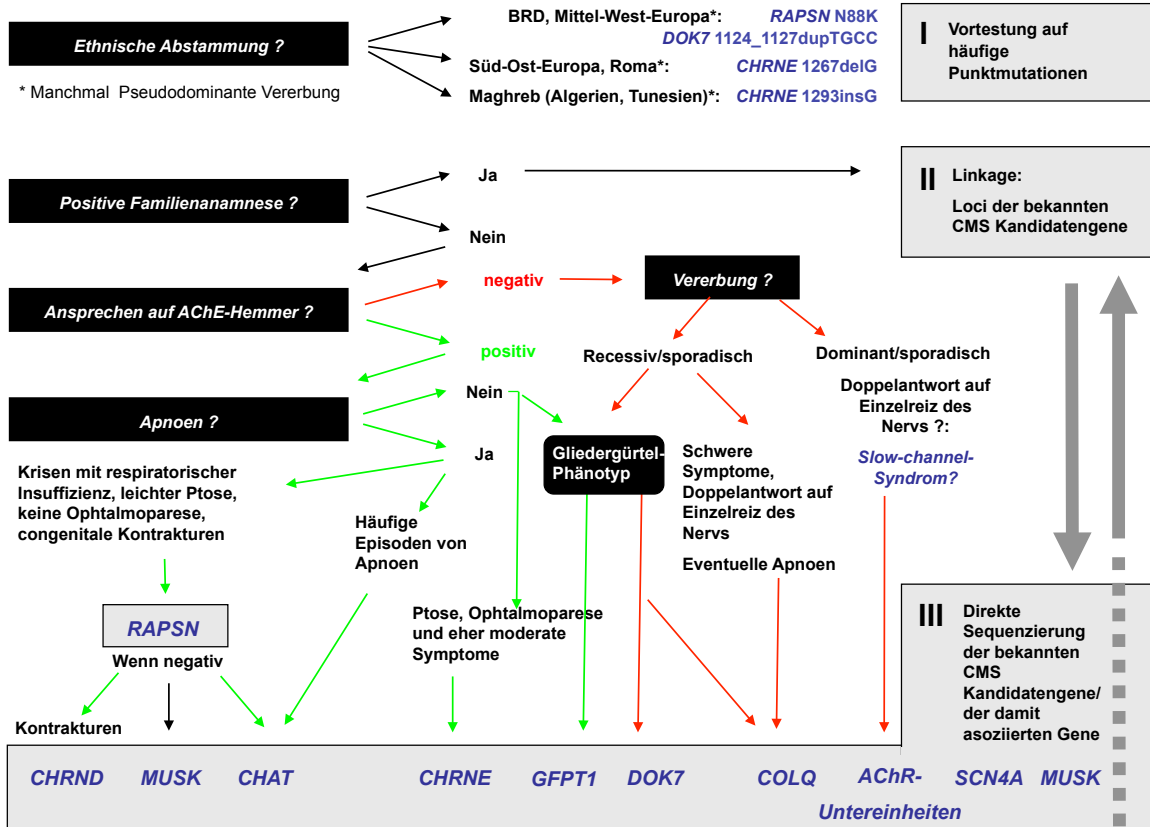 Ethnische Abstammung ?
* Manchmal Pseudodominante Vererbung
BRD, Mittel-West-Europa*: RAPSN N88K
DOK7 1124_1127dupTGCC
Süd-Ost-Europa, Roma*: CHRNE 1267delG
Maghreb (Algerien, Tunesien)*: CHRNE 1293insG
I Vortestung auf
häufige
Punktmutationen
Positive Familienanamnese ?
Ja
Nein
II Linkage:
Loci der bekannten
CMS Kandidatengene
Ansprechen auf AChE-Hemmer ?
negativ
positiv
Vererbung ?
Recessiv/sporadisch
Dominant/sporadisch
Doppelantwort auf
Einzelreiz des
Nervs ?:
Slow-channel-
Syndrom?
Apnoen ?
Nein
Ja
Gliedergürtel-
Phänotyp
Schwere
Symptome,
Doppelantwort auf
Einzelreiz des
Nervs
Eventuelle Apnoen
Krisen mit respiratorischer
Insuffizienz, leichter Ptose,
keine Ophtalmoparese,
congenitale Kontrakturen
Häufige
Episoden von
Apnoen
RAPSN
Wenn negativ
Kontrakturen
Ptose, Ophtalmoparese
und eher moderate
Symptome
III Direkte
Sequenzierung
der bekannten
CMS
Kandidatengene/
der damit
asoziierten Gene
CHRND MUSK CHAT CHRNE GFPT1 DOK7 COLQ AChR- SCN4A MUSK
Untereinheiten